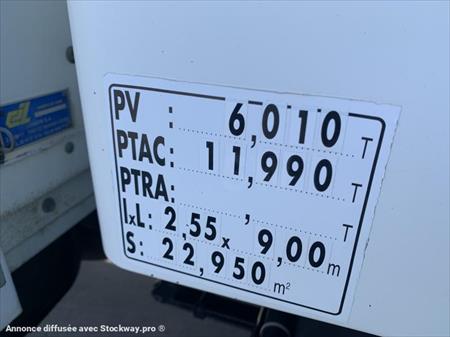 PV : 6,010 T
PTAC : 11,990 T
PTRA : , T
IxL : 2,55 x 9,00 m
S : 22,950 m²
Annonce diffusée avec Stockway.pro ®